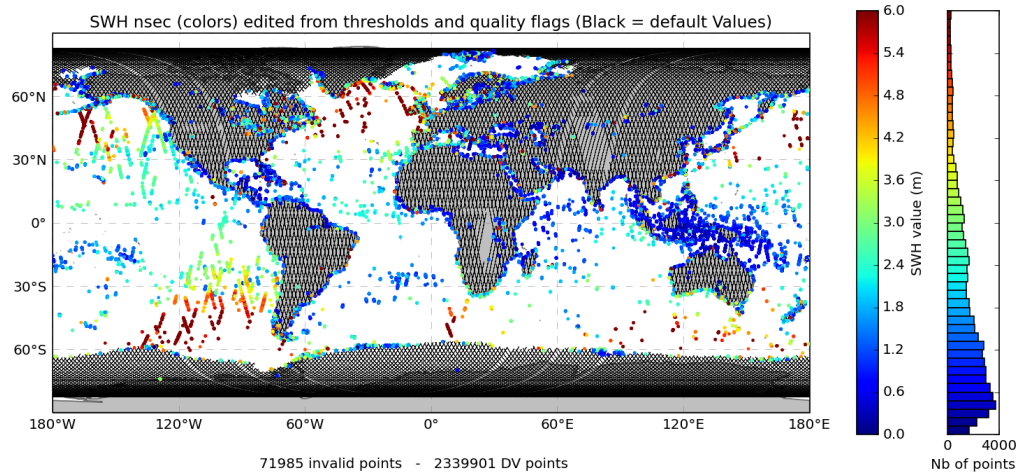 SWH nsec (colors) edited from thresholds and quality flags (Black = default Values)
60°N
30°N
0°
30°S
60°S
180°W 120°W 60°W 0° 60°E 120°E 180°E
71985 invalid points - 2339901 DV points
6.0
5.4
4.8
4.2
3.6
3.0
2.4
1.8
1.2
0.6
0.0
SWH value (m)
0 4000
Nb of points